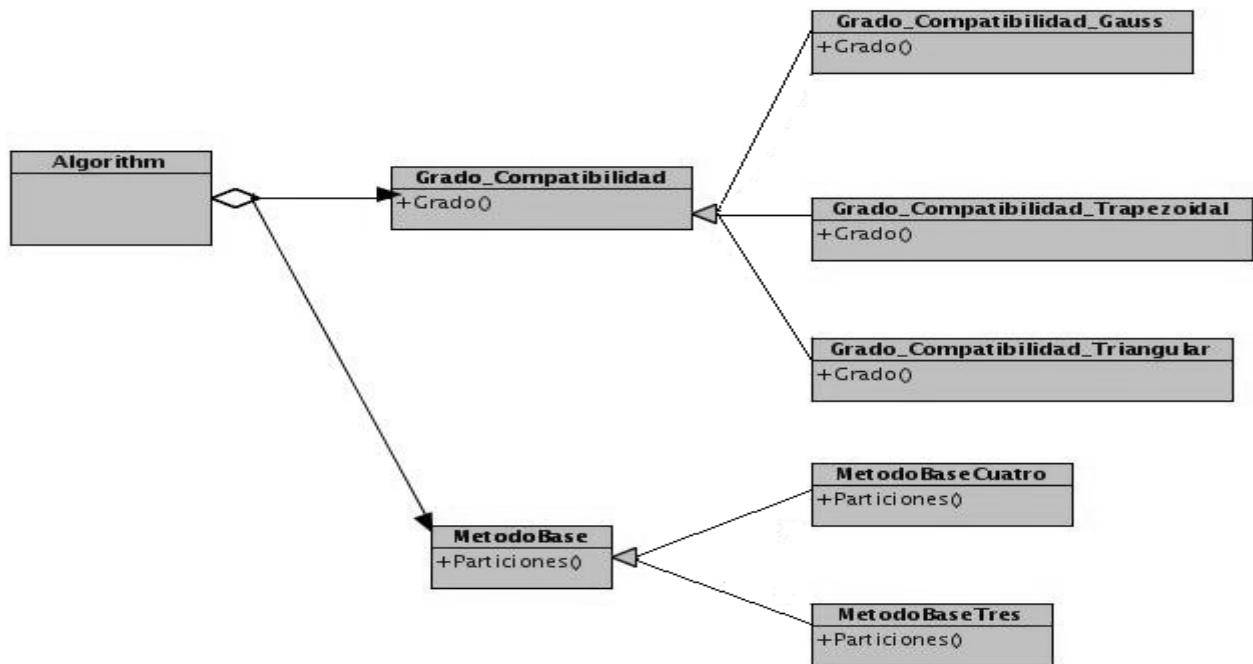 Grado_Compatibilidad_Gauss
+Grado()
Algorithm
Grado_Compatibilidad
+Grado()
Grado_Compatibilidad_Trapezoidal
+Grado()
Grado_Compatibilidad_Triangular
+Grado()
MetodoBaseCuatro
+Particiones()
MetodoBase
+Particiones()
MetodoBaseTres
+Particiones()